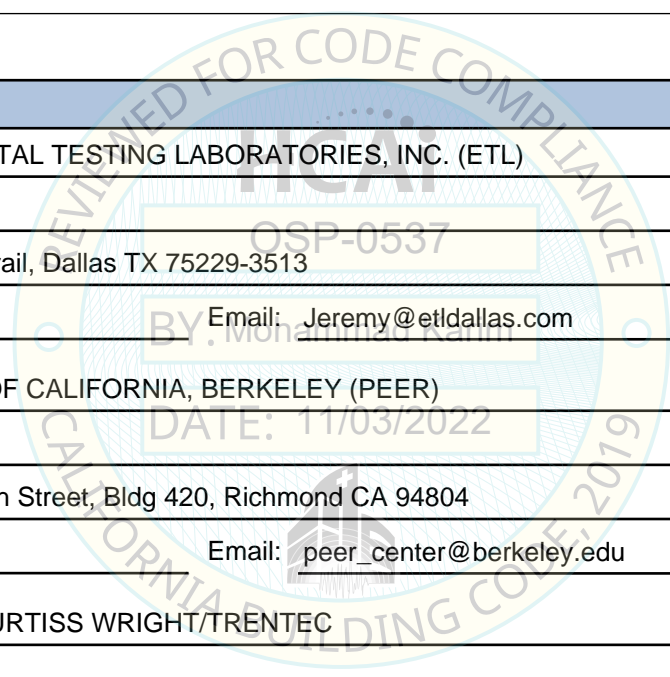 REVIEWED FOR CODE COMPLIANCE
HCAi
TAL TESTING LABORATORIES, INC. (ETL)
OSP-0537
rail, Dallas TX 75229-3513
BY: Mohammad Karim
Email: Jeremy@etldallas.com
OF CALIFORNIA, BERKELEY (PEER)
DATE: 11/03/2022
n Street, Bldg 420, Richmond CA 94804
Email: peer_center@berkeley.edu
URTISS WRIGHT/TRENTEC
CALIFORNIA BUILDING CODE, 2019